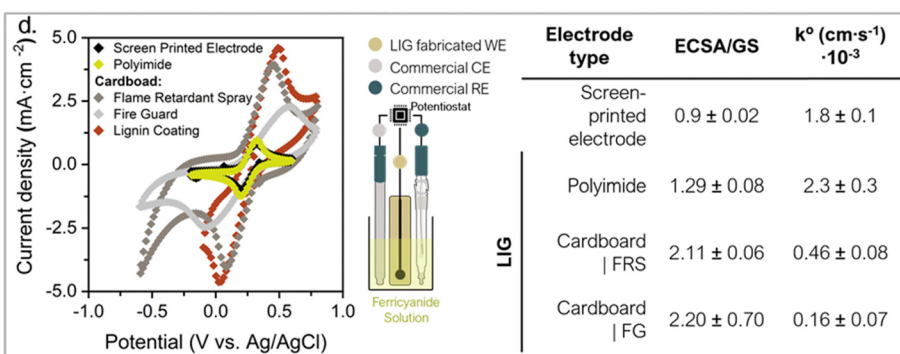 d.
Current density (mA·cm⁻²)
5.0
2.5
0.0
-2.5
-5.0
Screen Printed Electrode
Polyimide
Cardboad:
Flame Retardant Spray
Fire Guard
Lignin Coating
-1.0 -0.5 0.0 0.5 1.0
Potential (V vs. Ag/AgCl)
LIG fabricated WE
Commercial CE
Commercial RE
Potentiostat
Ferricyanide
Solution
Electrode
type
ECSA/GS
kº (cm·s⁻¹)
·10⁻³
Screen-
printed
electrode
0.9 ± 0.02
1.8 ± 0.1
LIG
Polyimide
1.29 ± 0.08
2.3 ± 0.3
Cardboard
| FRS
2.11 ± 0.06
0.46 ± 0.08
Cardboard
| FG
2.20 ± 0.70
0.16 ± 0.07